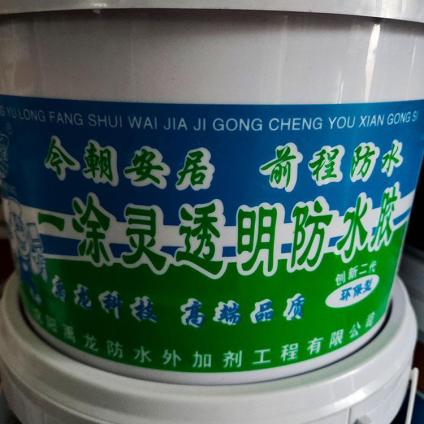 YU LONG FANG SHUI WAI JIA JI GONG CHENG YOU XIAN GONG S
今朝安居 前程防水
一涂灵透明防水胶
创新二代
环保型
禹龙科技 高端品质
禹龙防水外加剂工程有限公司